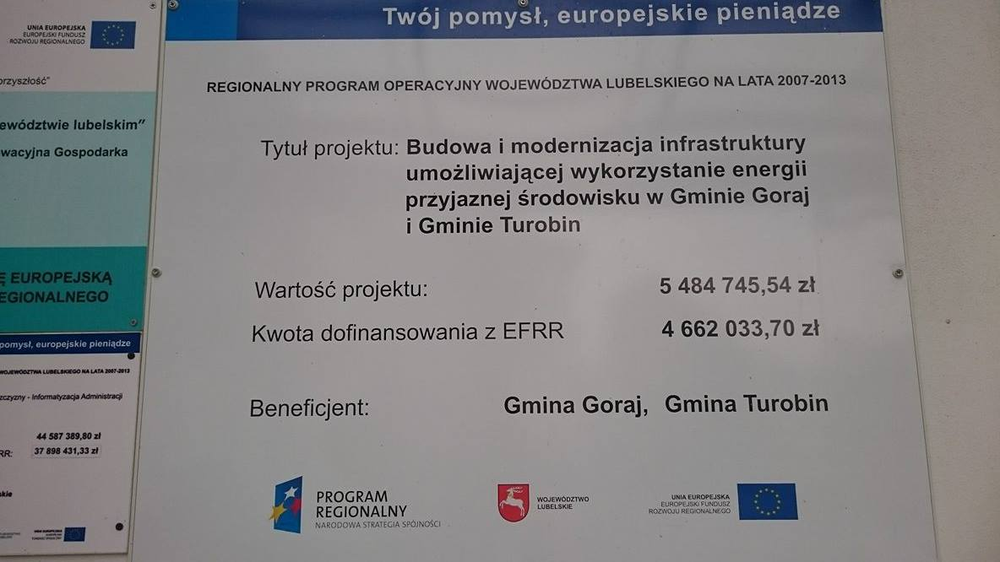 UNIA EUROPEJSKA
EUROPEJSKI FUNDUSZ
ROZWOJU REGIONALNEGO
przyszłość"
ewództwie lubelskim"
wacyjna Gospodarka
Ę EUROPEJSKĄ
EGIONALNEGO
pomysł, europejskie pieniądze
WOJEWÓDZTWA LUBELSKIEGO NA LATA 2007-2013
zczyzny - Informatyzacja Administracji
44 587 389,80 zł
RR: 37 898 431,33 zł
skie
Twój pomysł, europejskie pieniądze
REGIONALNY PROGRAM OPERACYJNY WOJEWÓDZTWA LUBELSKIEGO NA LATA 2007-2013
Tytuł projektu: Budowa i modernizacja infrastruktury
umożliwiającej wykorzystanie energii
przyjaznej środowisku w Gminie Goraj
i Gminie Turobin
Wartość projektu: 5 484 745,54 zł
Kwota dofinansowania z EFRR 4 662 033,70 zł
Beneficjent: Gmina Goraj, Gmina Turobin
PROGRAM
REGIONALNY
NARODOWA STRATEGIA SPÓJNOŚCI
WOJEWÓDZTWO
LUBELSKIE
UNIA EUROPEJSKA
EUROPEJSKI FUNDUSZ
ROZWOJU REGIONALNEGO